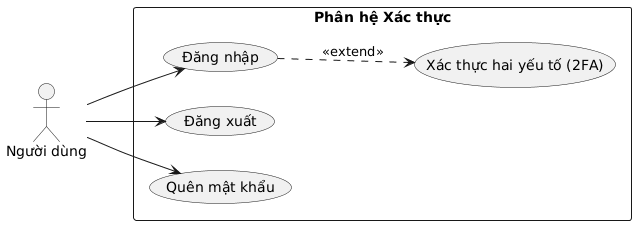 Phân hệ Xác thực
Đăng nhập
«extend»
Xác thực hai yếu tố (2FA)
Đăng xuất
Người dùng
Quên mật khẩu